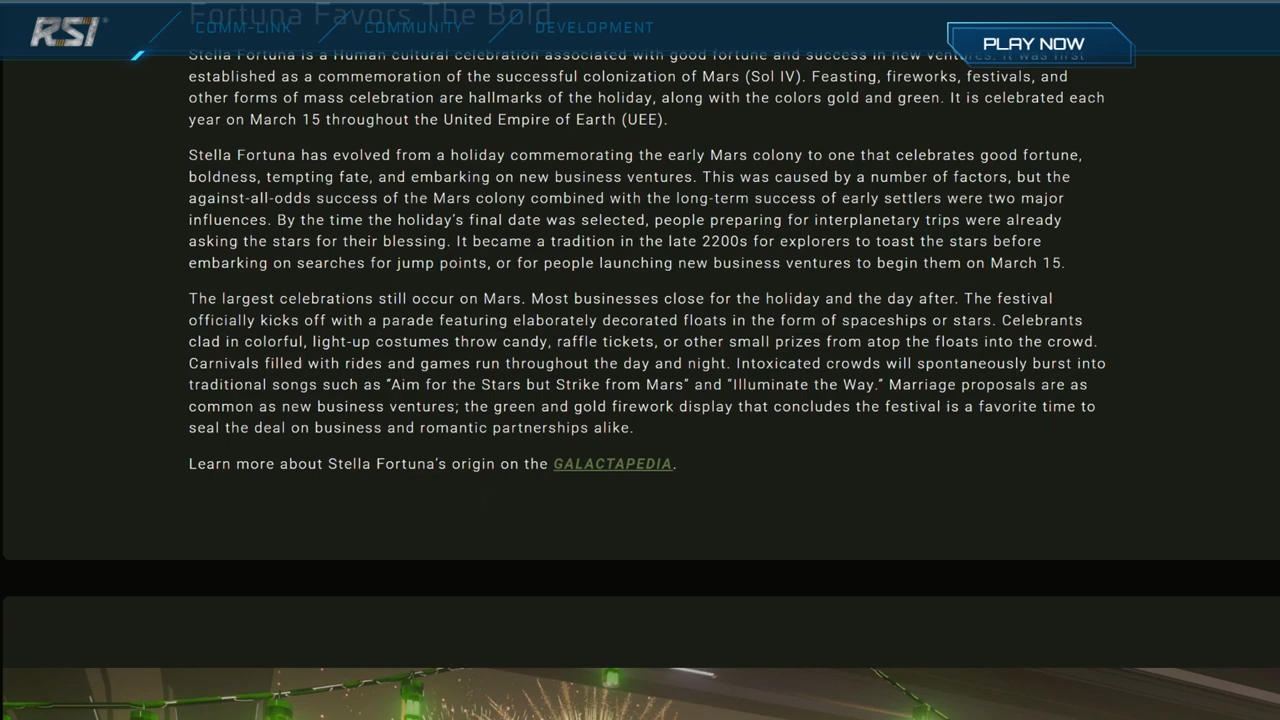 Fortuna Favors The Bold
RSI
COMM-LINK
COMMUNITY
DEVELOPMENT
PLAY NOW
Stella Fortuna is a Human cultural celebration associated with good fortune and success in new ventures. It was first
established as a commemoration of the successful colonization of Mars (Sol IV). Feasting, fireworks, festivals, and
other forms of mass celebration are hallmarks of the holiday, along with the colors gold and green. It is celebrated each
year on March 15 throughout the United Empire of Earth (UEE).
Stella Fortuna has evolved from a holiday commemorating the early Mars colony to one that celebrates good fortune,
boldness, tempting fate, and embarking on new business ventures. This was caused by a number of factors, but the
against-all-odds success of the Mars colony combined with the long-term success of early settlers were two major
influences. By the time the holiday’s final date was selected, people preparing for interplanetary trips were already
asking the stars for their blessing. It became a tradition in the late 2200s for explorers to toast the stars before
embarking on searches for jump points, or for people launching new business ventures to begin them on March 15.
The largest celebrations still occur on Mars. Most businesses close for the holiday and the day after. The festival
officially kicks off with a parade featuring elaborately decorated floats in the form of spaceships or stars. Celebrants
clad in colorful, light-up costumes throw candy, raffle tickets, or other small prizes from atop the floats into the crowd.
Carnivals filled with rides and games run throughout the day and night. Intoxicated crowds will spontaneously burst into
traditional songs such as “Aim for the Stars but Strike from Mars” and “Illuminate the Way.” Marriage proposals are as
common as new business ventures; the green and gold firework display that concludes the festival is a favorite time to
seal the deal on business and romantic partnerships alike.
Learn more about Stella Fortuna’s origin on the GALACTAPEDIA.